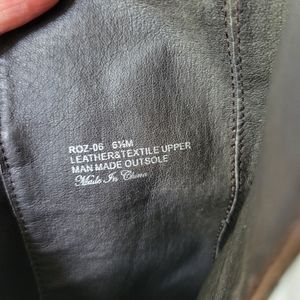 ROZ-06 6½M
LEATHER&TEXTILE UPPER
MAN MADE OUTSOLE
Made In China